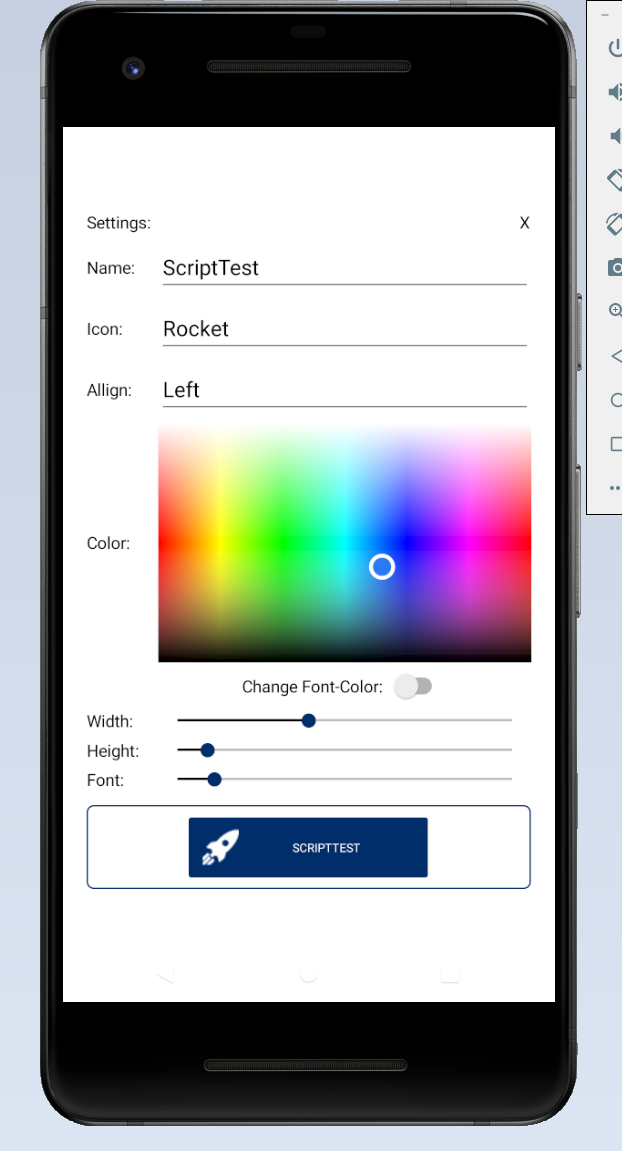 Settings: X
Name: ScriptTest
Icon: Rocket
Allign: Left
Color:
Change Font-Color:
Width:
Height:
Font:
SCRIPTTEST